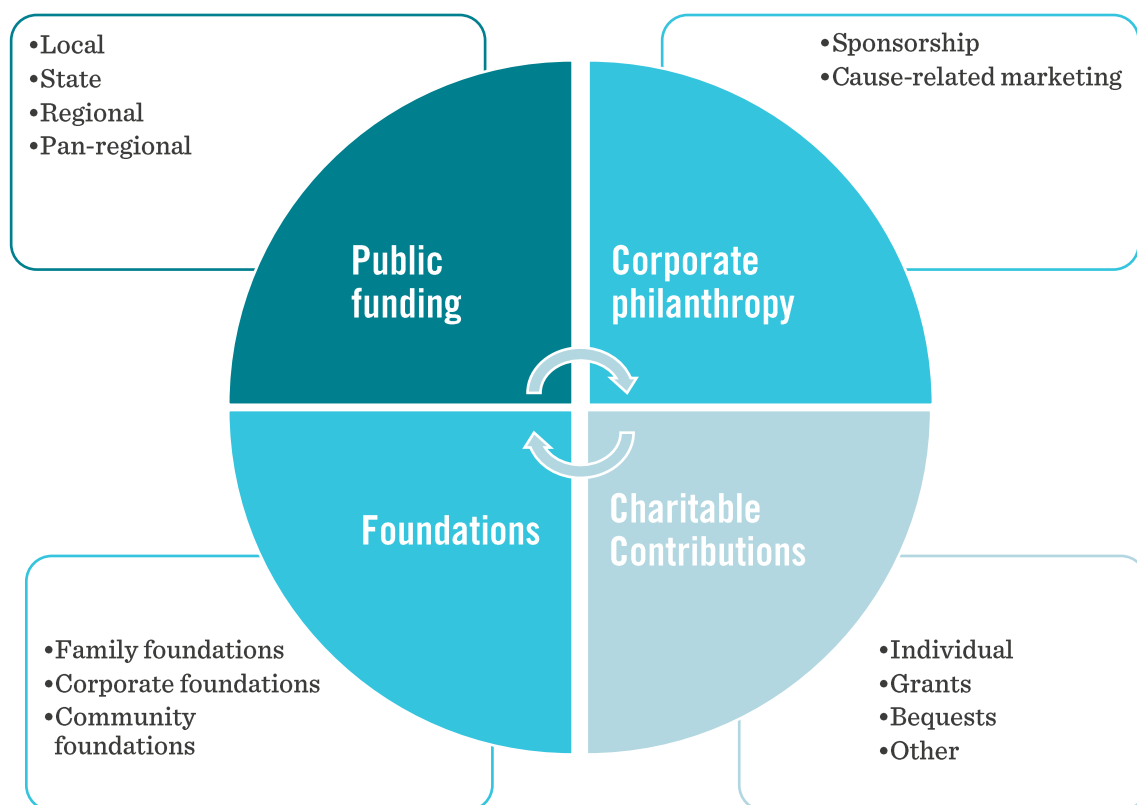 •Local
•State
•Regional
•Pan-regional
•Sponsorship
•Cause-related marketing
Public
funding
Corporate
philanthropy
Foundations
Charitable
Contributions
•Family foundations
•Corporate foundations
•Community
foundations
•Individual
•Grants
•Bequests
•Other